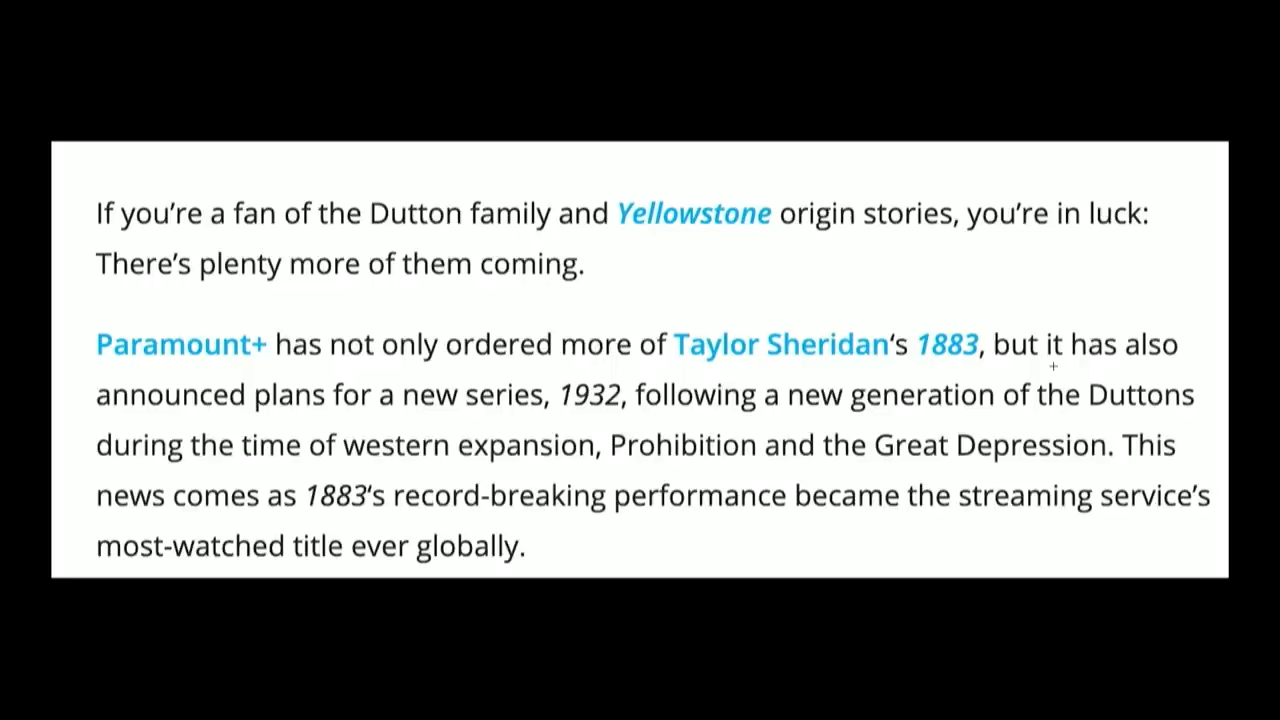 If you’re a fan of the Dutton family and Yellowstone origin stories, you’re in luck:
There’s plenty more of them coming.
Paramount+ has not only ordered more of Taylor Sheridan‘s 1883, but it has also
announced plans for a new series, 1932, following a new generation of the Duttons
during the time of western expansion, Prohibition and the Great Depression. This
news comes as 1883‘s record-breaking performance became the streaming service’s
most-watched title ever globally.